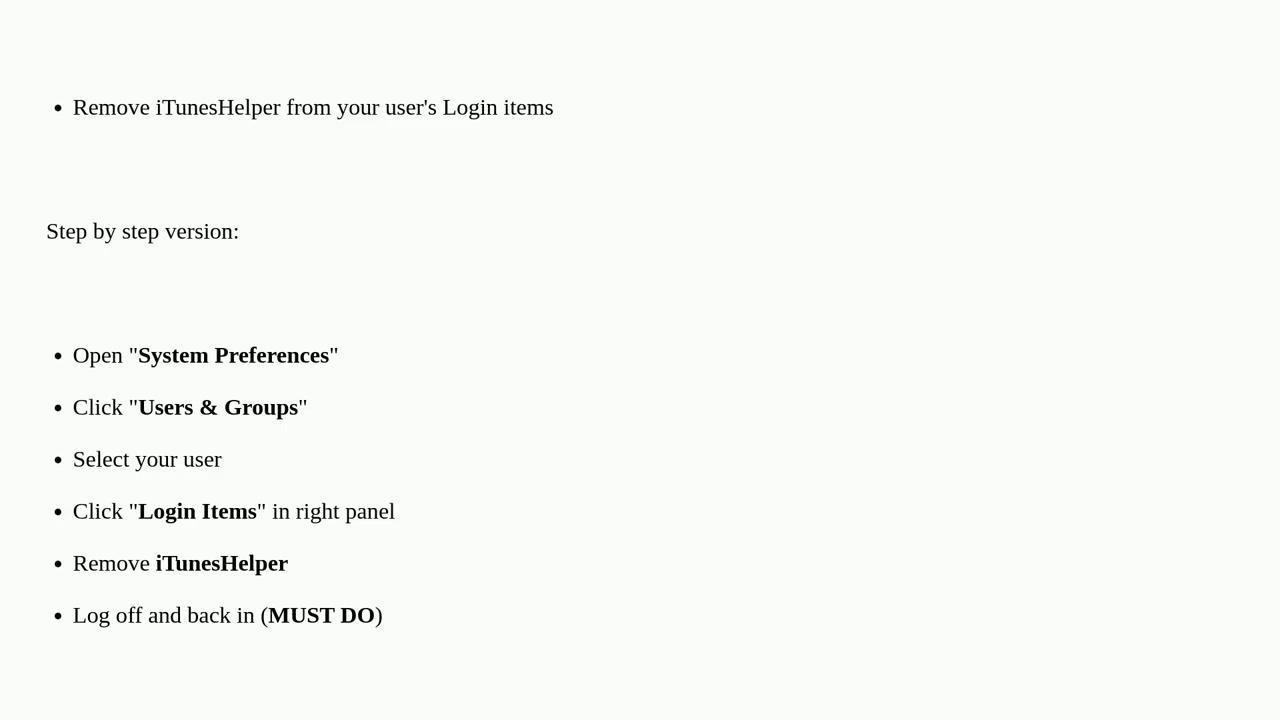 • Remove iTunesHelper from your user's Login items
Step by step version:
• Open "System Preferences"
• Click "Users & Groups"
• Select your user
• Click "Login Items" in right panel
• Remove iTunesHelper
• Log off and back in (MUST DO)